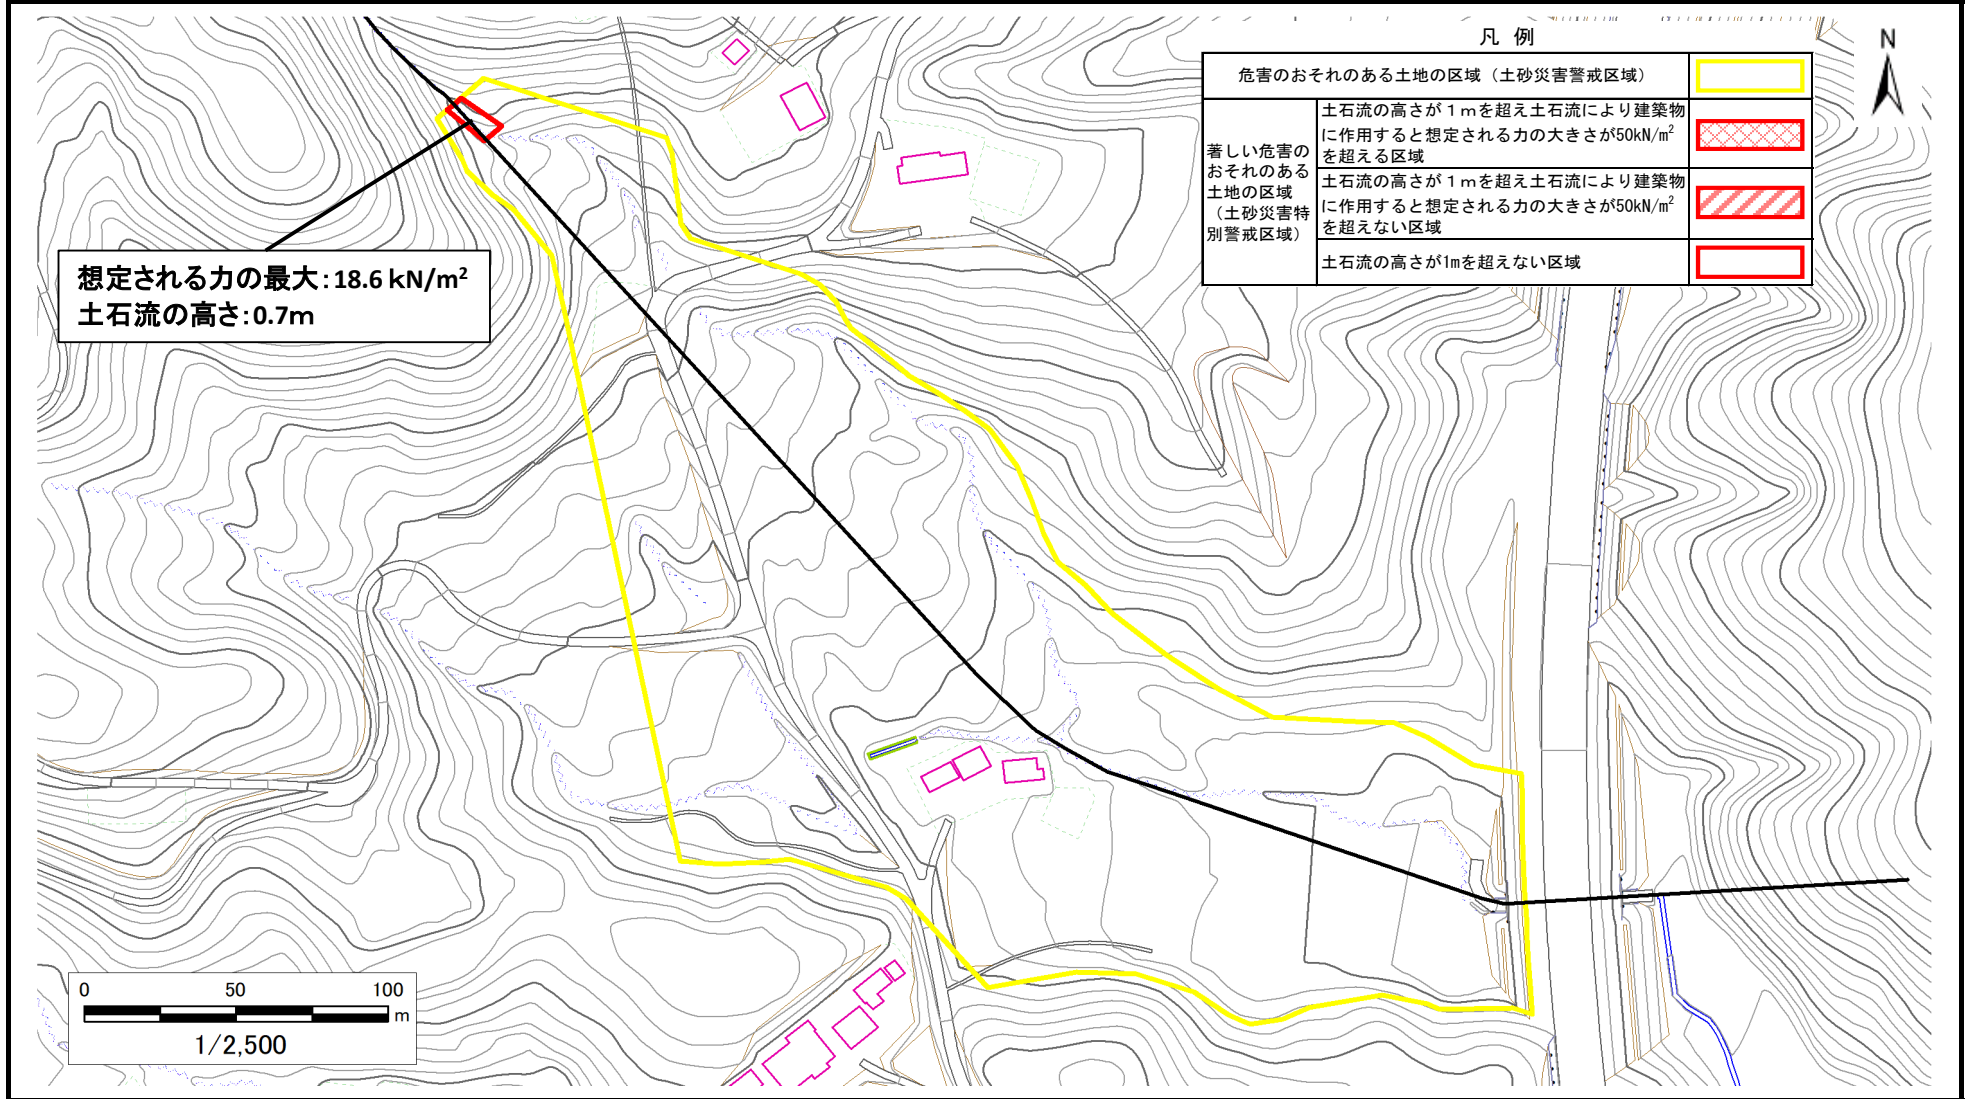 凡 例
N
危害のおそれのある土地の区域（土砂災害警戒区域）
著しい危害の
おそれのある
土地の区域
（土砂災害特
別警戒区域）
土石流の高さが１ｍを超え土石流により建築物
に作用すると想定される力の大きさが50kN/m²
を超える区域
土石流の高さが１ｍを超え土石流により建築物
に作用すると想定される力の大きさが50kN/m²
を超えない区域
土石流の高さが1mを超えない区域
想定される力の最大：18.6 kN/m²
土石流の高さ：0.7m
0 50 100
m
1/2,500